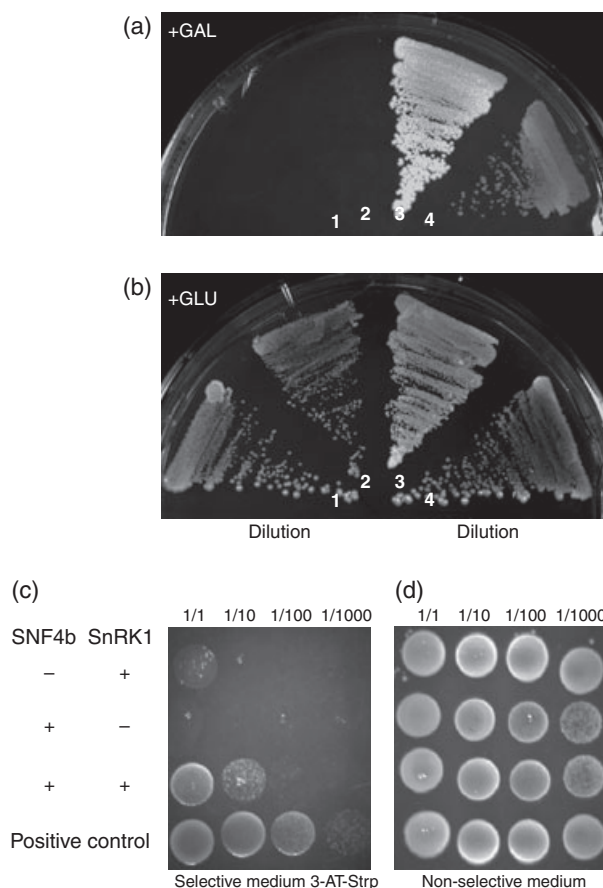 (a)
+GAL
1 2 3 4
(b)
+GLU
1 2 3 4
Dilution Dilution
(c) (d)
1/1 1/10 1/100 1/1000 1/1 1/10 1/100 1/1000
SNF4b SnRK1
– +
+ –
+ +
Positive control
Selective medium 3-AT-Strp Non-selective medium